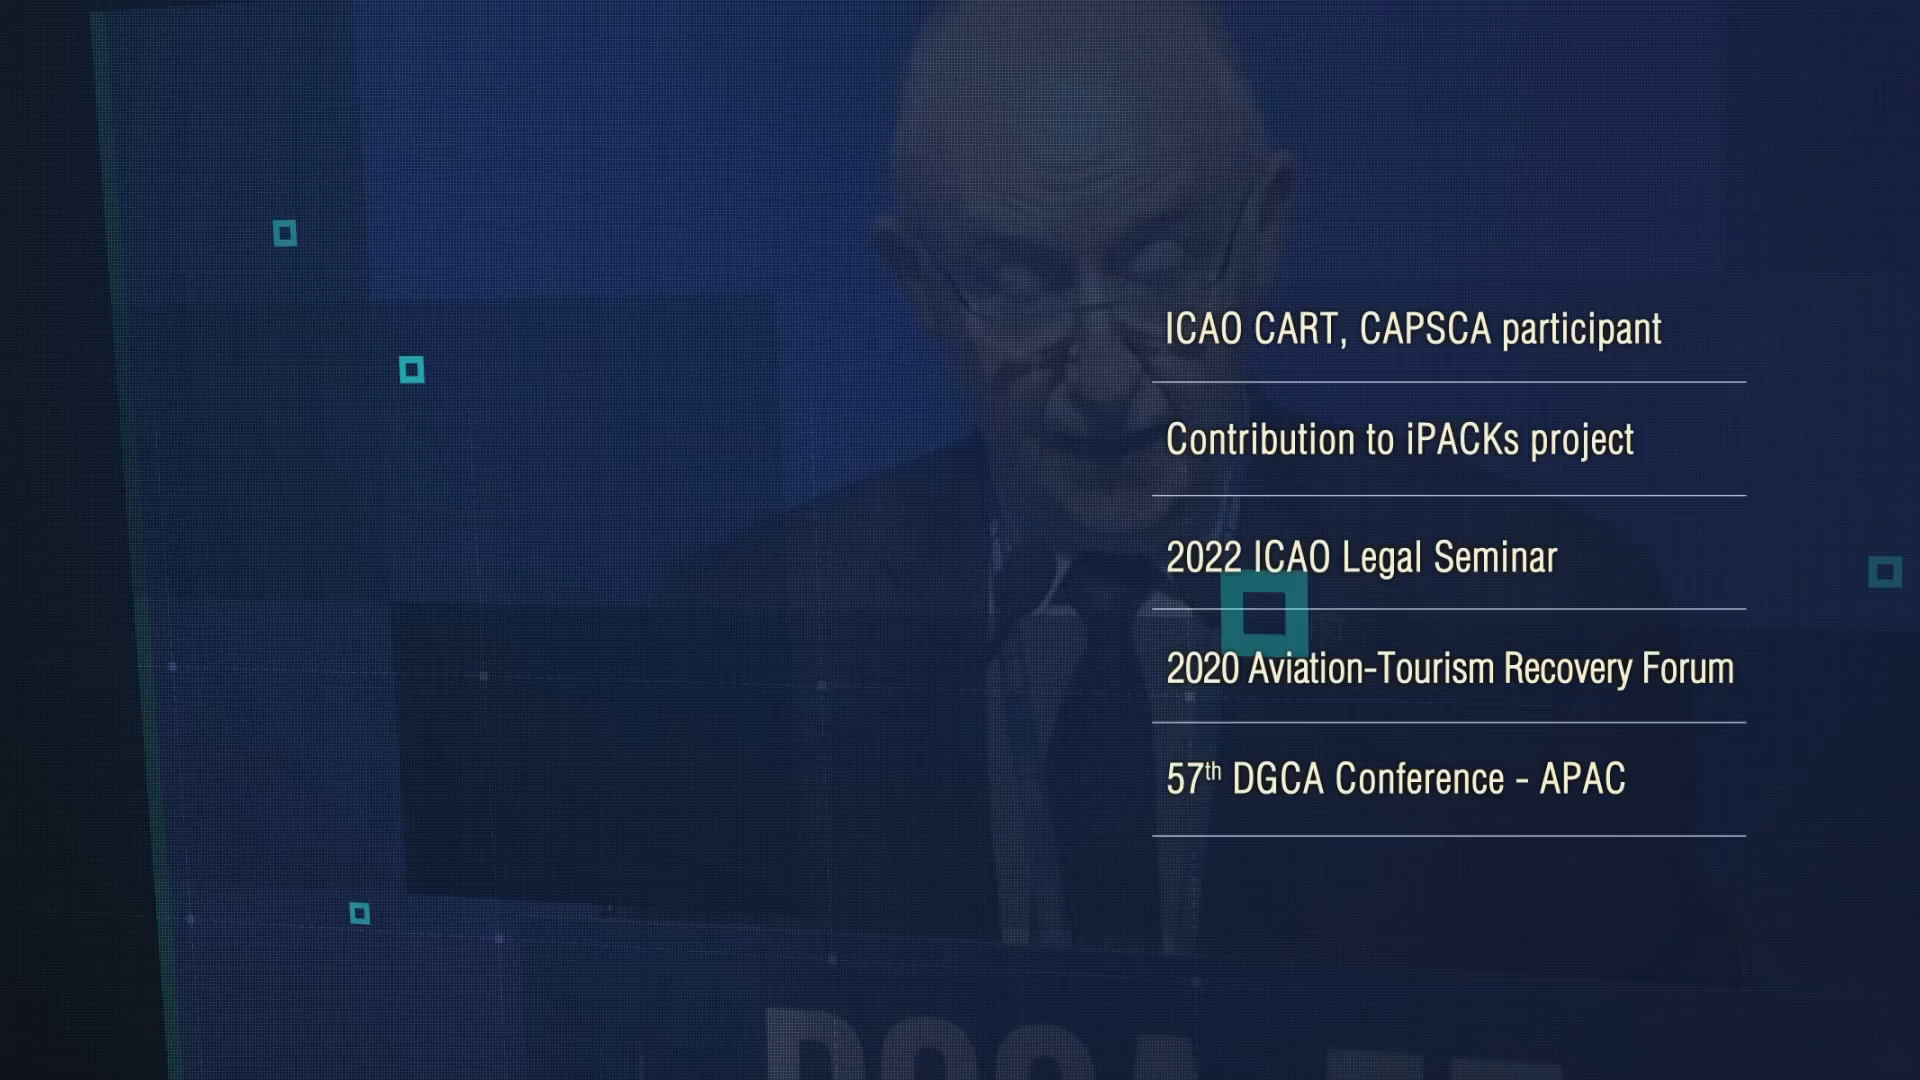 ICAO CART, CAPSCA participant
Contribution to iPACKs project
2022 ICAO Legal Seminar
2020 Aviation-Tourism Recovery Forum
57th DGCA Conference - APAC
DGCA